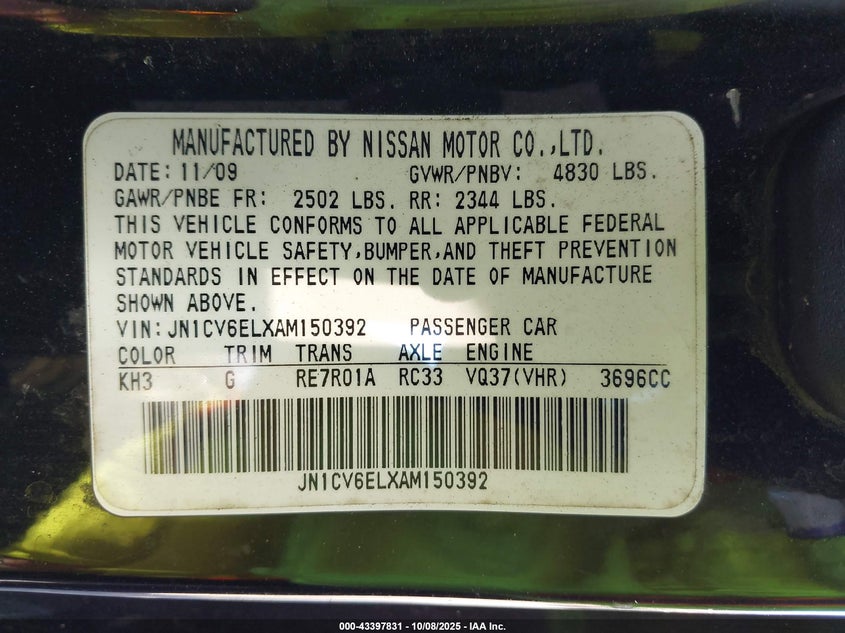 MANUFACTURED BY NISSAN MOTOR CO.,LTD.
DATE: 11/09 GVWR/PNBV: 4830 LBS.
GAWR/PNBE FR: 2502 LBS. RR: 2344 LBS.
THIS VEHICLE CONFORMS TO ALL APPLICABLE FEDERAL
MOTOR VEHICLE SAFETY,BUMPER,AND THEFT PREVENTION
STANDARDS IN EFFECT ON THE DATE OF MANUFACTURE
SHOWN ABOVE.
VIN: JN1CV6ELXAM150392 PASSENGER CAR
COLOR TRIM TRANS AXLE ENGINE
KH3 G RE7R01A RC33 VQ37(VHR) 3696CC
JN1CV6ELXAM150392
000-43397831 - 10/08/2025 - IAA Inc.